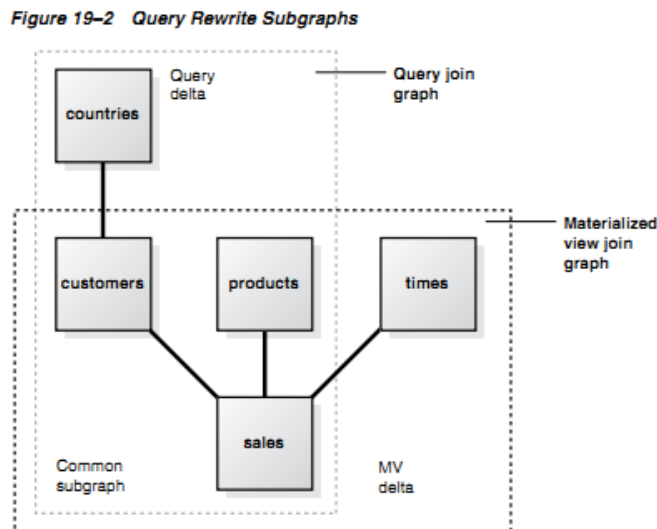 Figure 19–2 Query Rewrite Subgraphs
Query
delta
Query join
graph
countries
Materialized
view join
graph
customers
products
times
sales
Common
subgraph
MV
delta